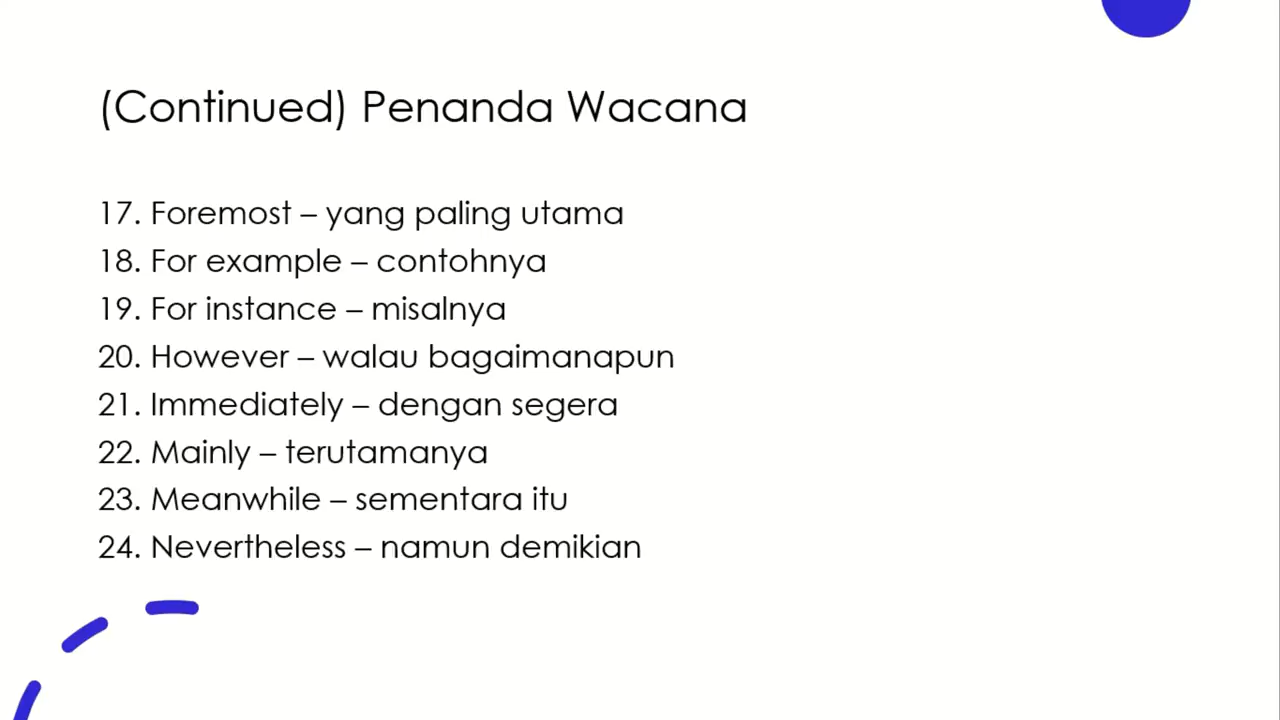 (Continued) Penanda Wacana
17. Foremost – yang paling utama
18. For example – contohnya
19. For instance – misalnya
20. However – walau bagaimanapun
21. Immediately – dengan segera
22. Mainly – terutamanya
23. Meanwhile – sementara itu
24. Nevertheless – namun demikian